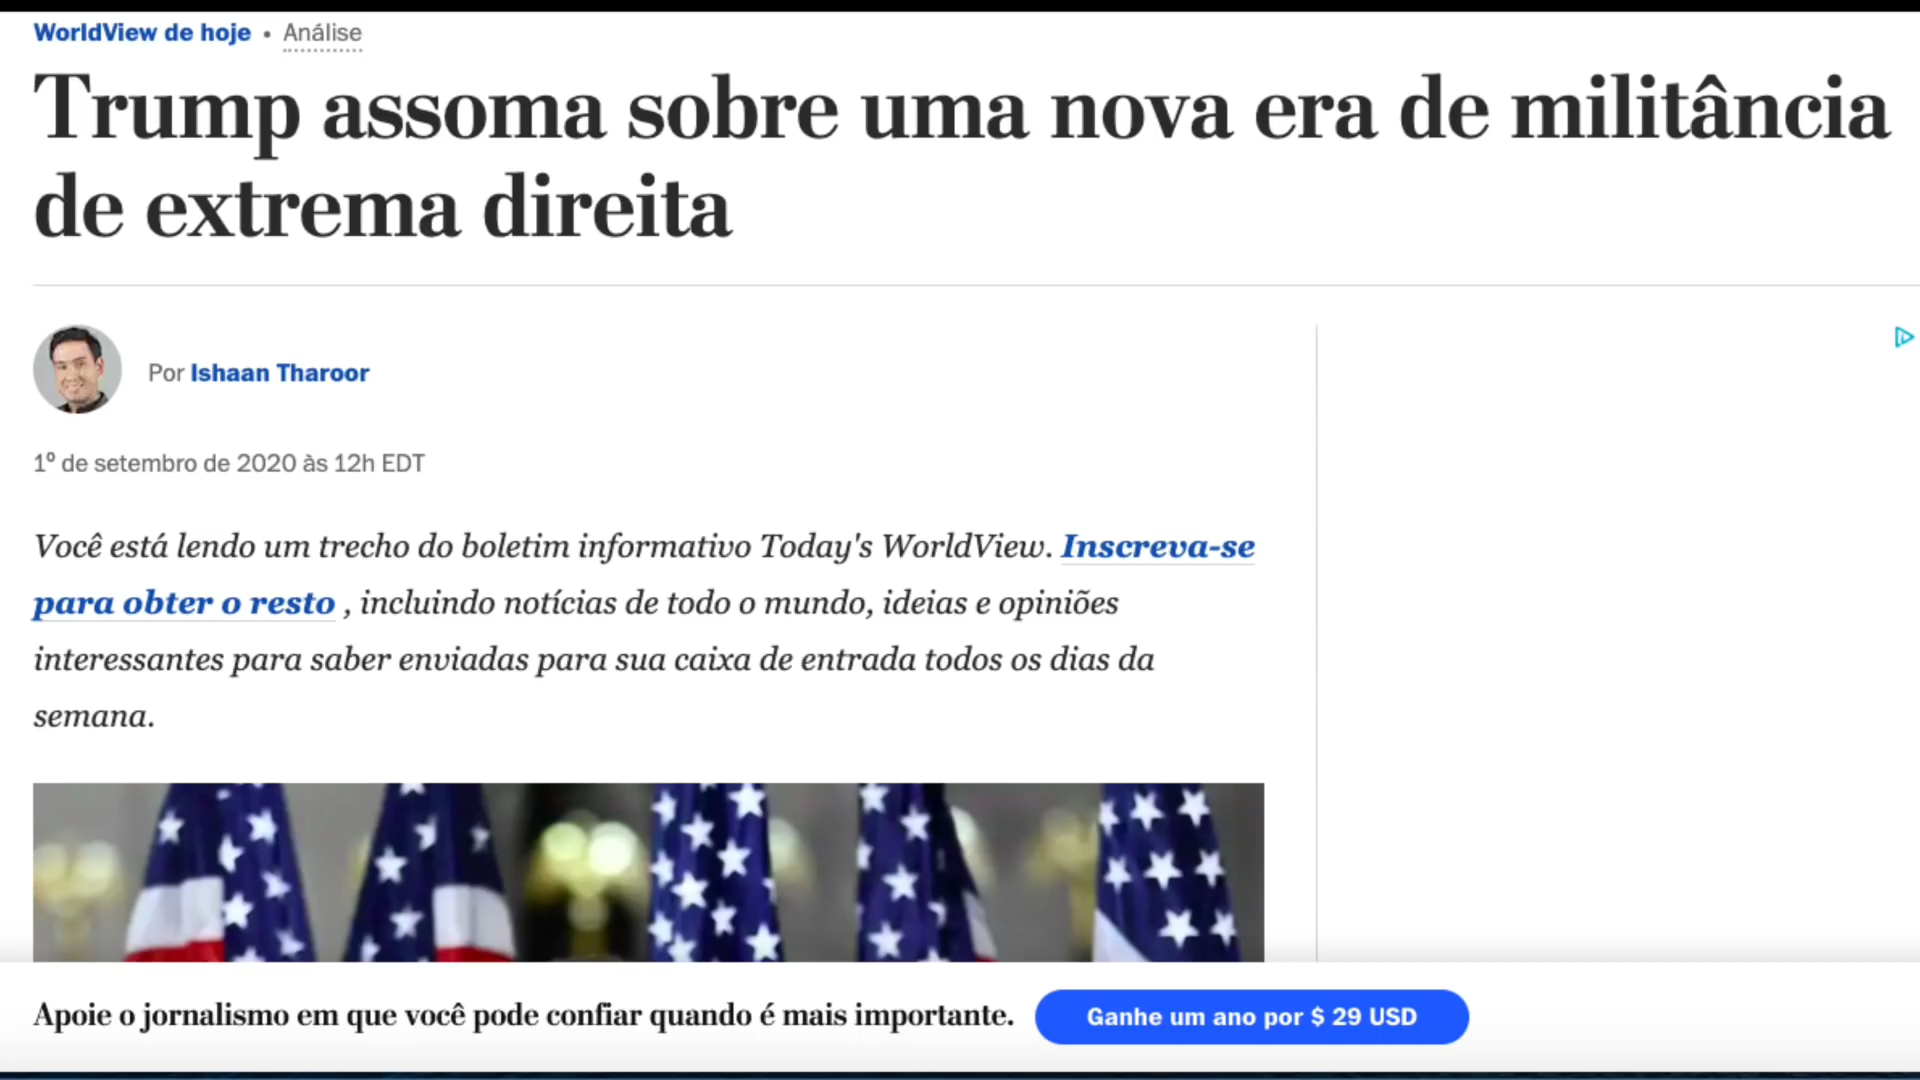 WorldView de hoje • Análise
Trump assoma sobre uma nova era de militância
de extrema direita
Por Ishaan Tharoor
1º de setembro de 2020 às 12h EDT
Você está lendo um trecho do boletim informativo Today's WorldView. Inscreva-se
para obter o resto , incluindo notícias de todo o mundo, ideias e opiniões
interessantes para saber enviadas para sua caixa de entrada todos os dias da
semana.
Apoie o jornalismo em que você pode confiar quando é mais importante.
Ganhe um ano por $ 29 USD